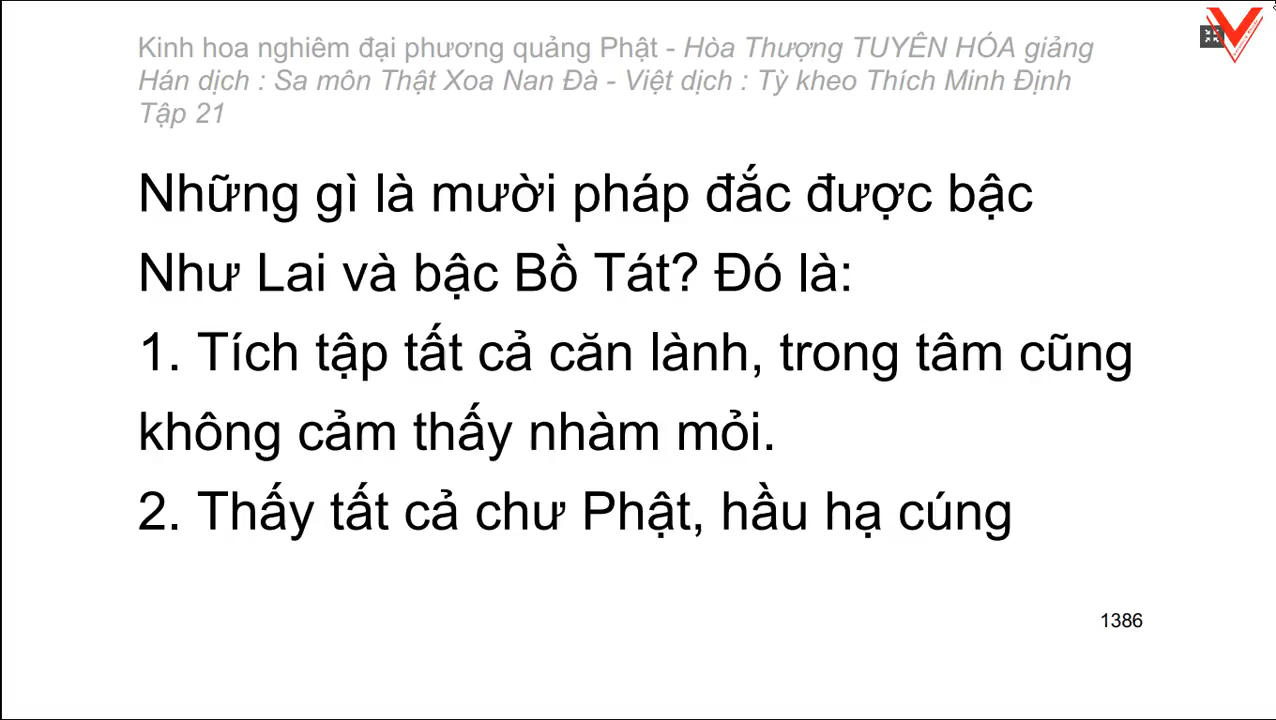 Kinh hoa nghiêm đại phương quảng Phật - Hòa Thượng TUYÊN HÓA giảng
Hán dịch : Sa môn Thật Xoa Nan Đà - Việt dịch : Tỳ kheo Thích Minh Định
Tập 21
Những gì là mười pháp đắc được bậc
Như Lai và bậc Bồ Tát? Đó là:
1. Tích tập tất cả căn lành, trong tâm cũng
không cảm thấy nhàm mỏi.
2. Thấy tất cả chư Phật, hầu hạ cúng
1386